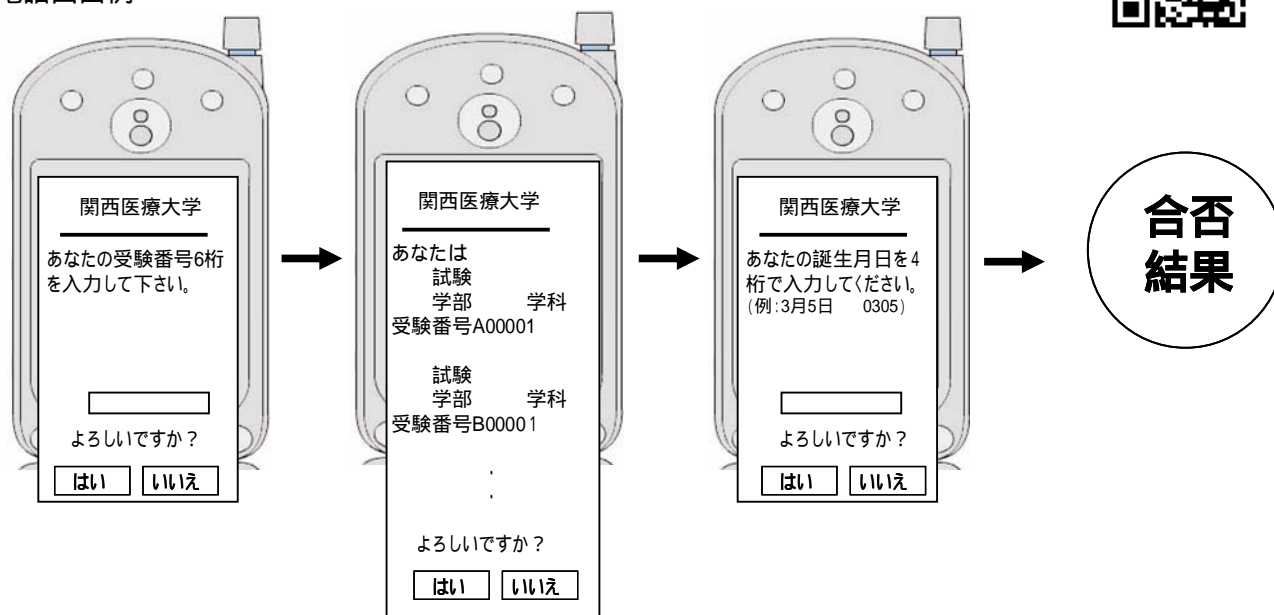 関西医療大学
あなたの受験番号6桁
を入力して下さい。
よろしいですか？
はい いいえ
関西医療大学
あなたは
試験
学部 学科
受験番号A00001
試験
学部 学科
受験番号B00001
.
.
よろしいですか？
はい いいえ
関西医療大学
あなたの誕生月日を4
桁で入力してください。
(例:3月5日 0305)
よろしいですか？
はい いいえ
合否
結果